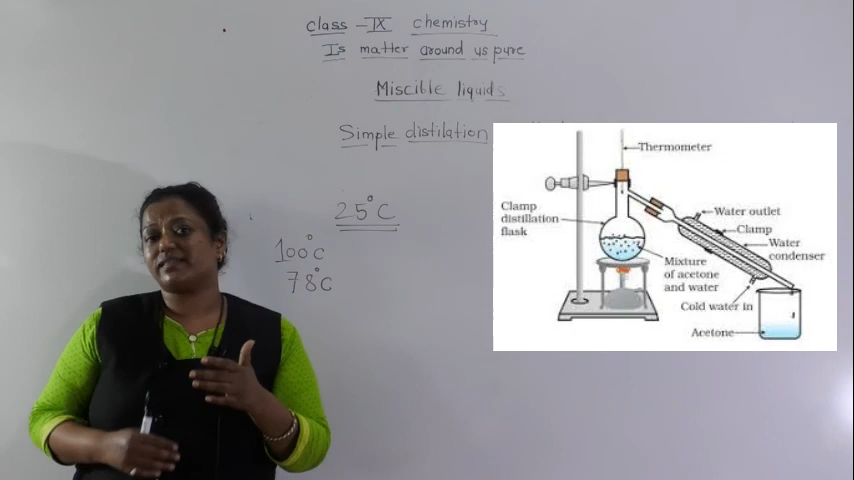 class - IX chemistry
Is matter around us pure
Miscible liquids
Simple distilation
25°C
100°C
78°C
Thermometer
Clamp
distillation
flask
Water outlet
Clamp
Water
condenser
Mixture
of acetone
and water
Cold water in
Acetone